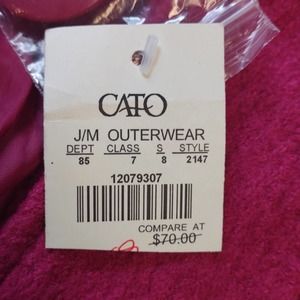 CATO
J/M OUTERWEAR
DEPT CLASS S STYLE
85 7 8 2147
12079307
COMPARE AT
$70.00